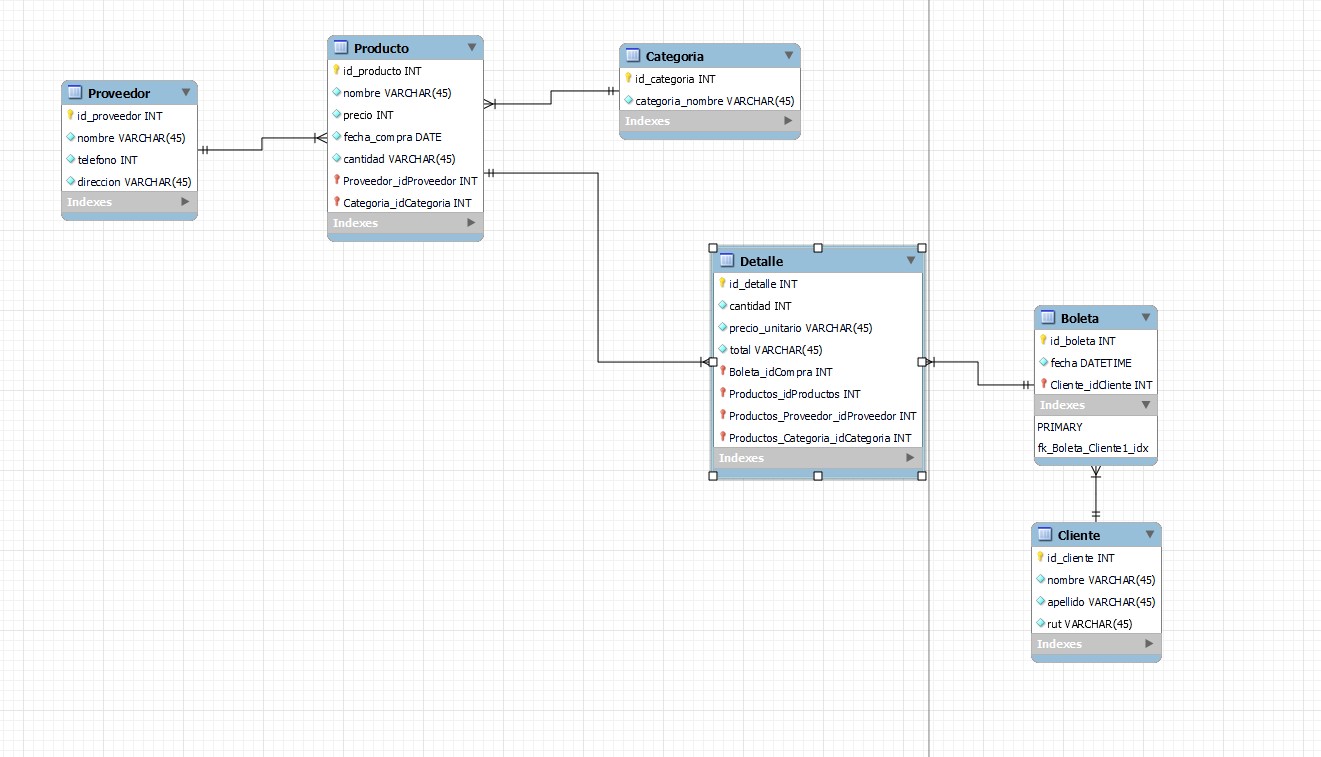 Proveedor
id_proveedor INT
nombre VARCHAR(45)
telefono INT
direccion VARCHAR(45)
Indexes
Producto
id_producto INT
nombre VARCHAR(45)
precio INT
fecha_compra DATE
cantidad VARCHAR(45)
Proveedor_idProveedor INT
Categoria_idCategoria INT
Indexes
Categoria
id_categoria INT
categoria_nombre VARCHAR(45)
Indexes
Detalle
id_detalle INT
cantidad INT
precio_unitario VARCHAR(45)
total VARCHAR(45)
Boleta_idCompra INT
Productos_idProductos INT
Productos_Proveedor_idProveedor INT
Productos_Categoria_idCategoria INT
Indexes
Boleta
id_boleta INT
fecha DATETIME
Cliente_idCliente INT
Indexes
PRIMARY
fk_Boleta_Cliente1_idx
Cliente
id_cliente INT
nombre VARCHAR(45)
apellido VARCHAR(45)
rut VARCHAR(45)
Indexes